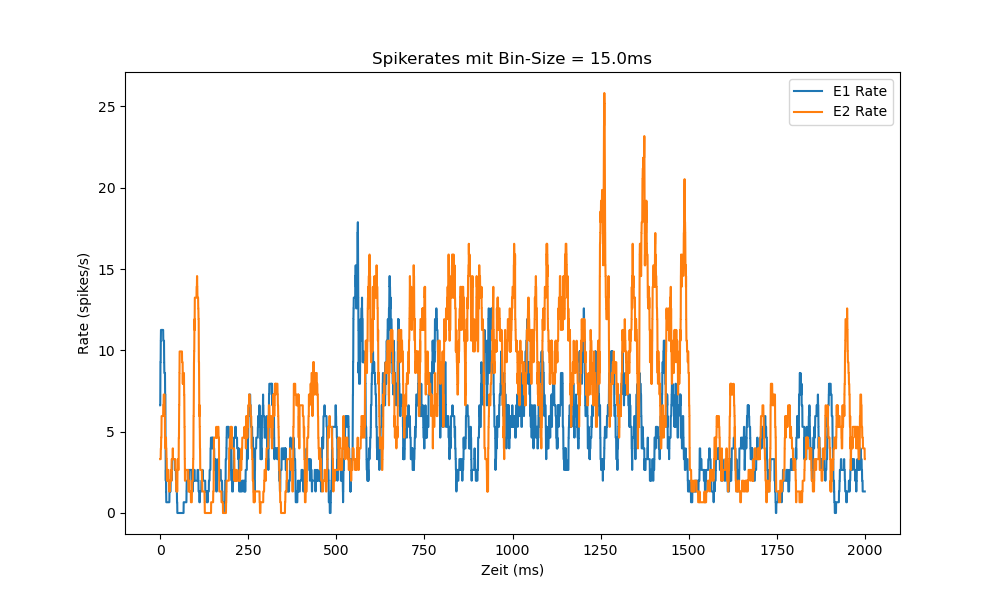 Spikerates mit Bin-Size = 15.0ms
E1 Rate
E2 Rate
25
20
15
10
5
0
Rate (spikes/s)
0 250 500 750 1000 1250 1500 1750 2000
Zeit (ms)